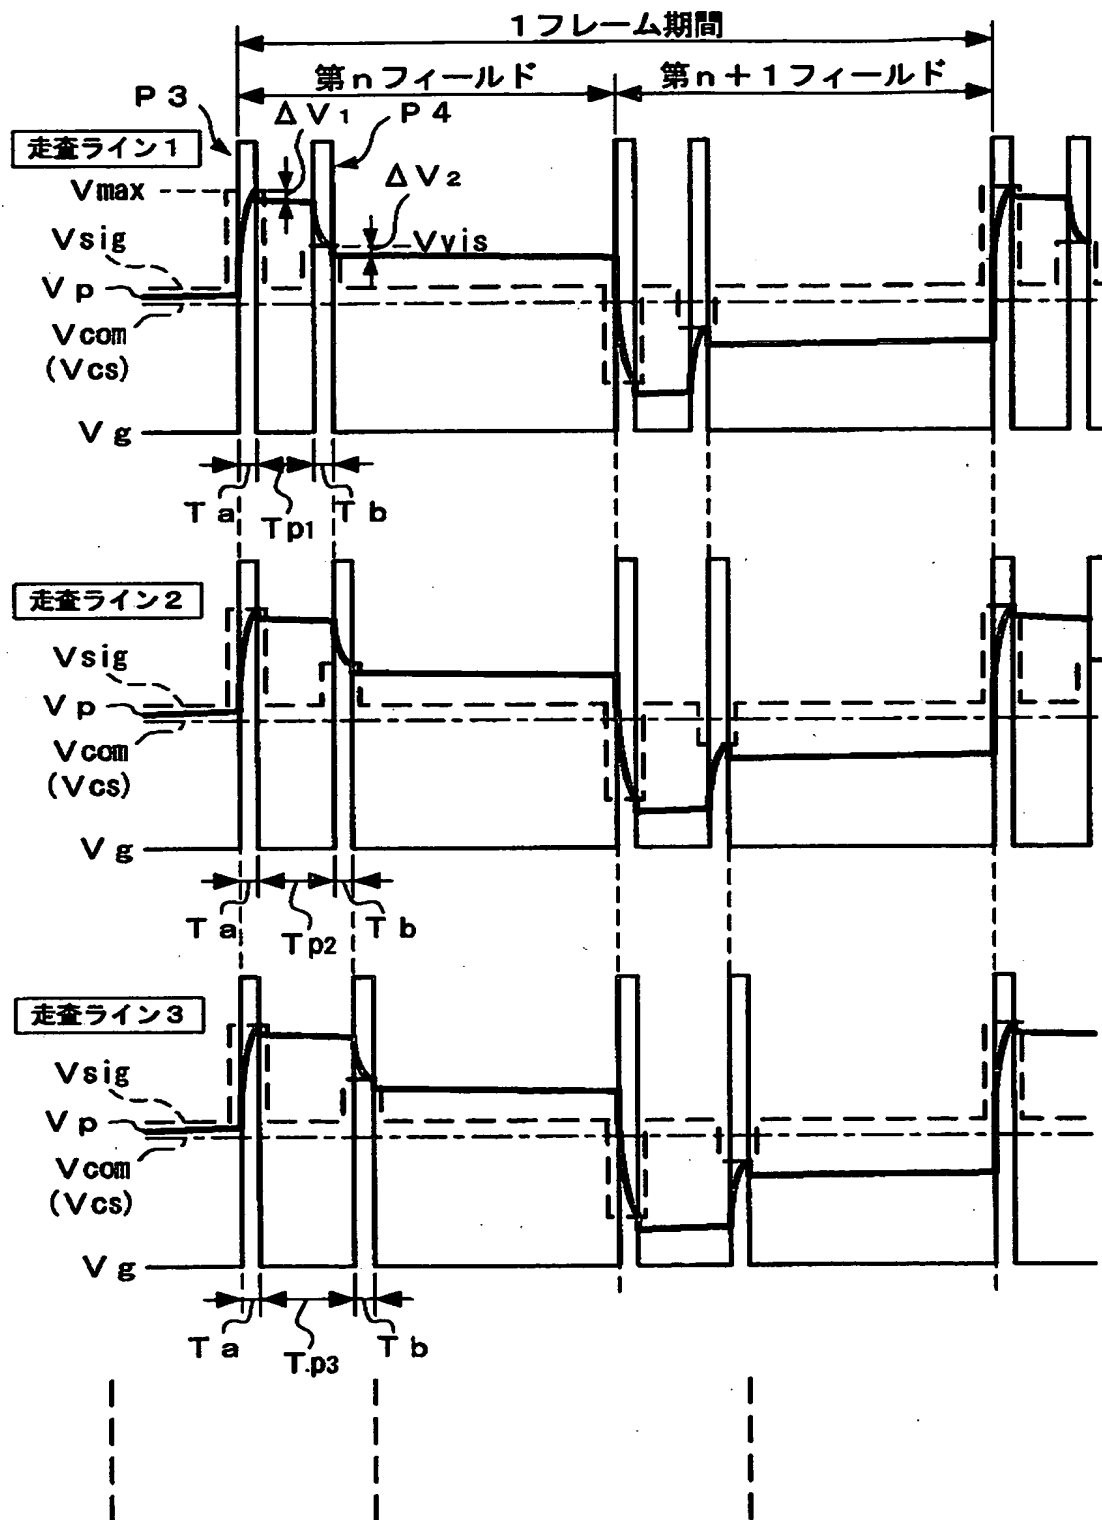 1フレーム期間
第nフィールド
第n+1フィールド
P3
ΔV1
P4
走査ライン1
ΔV2
Vmax
Vsig
Vvis
Vp
Vcom
(Vcs)
Vg
Ta
Tp1
Tb
走査ライン2
Vsig
Vp
Vcom
(Vcs)
Vg
Ta
Tp2
Tb
走査ライン3
Vsig
Vp
Vcom
(Vcs)
Vg
Ta
Tp3
Tb